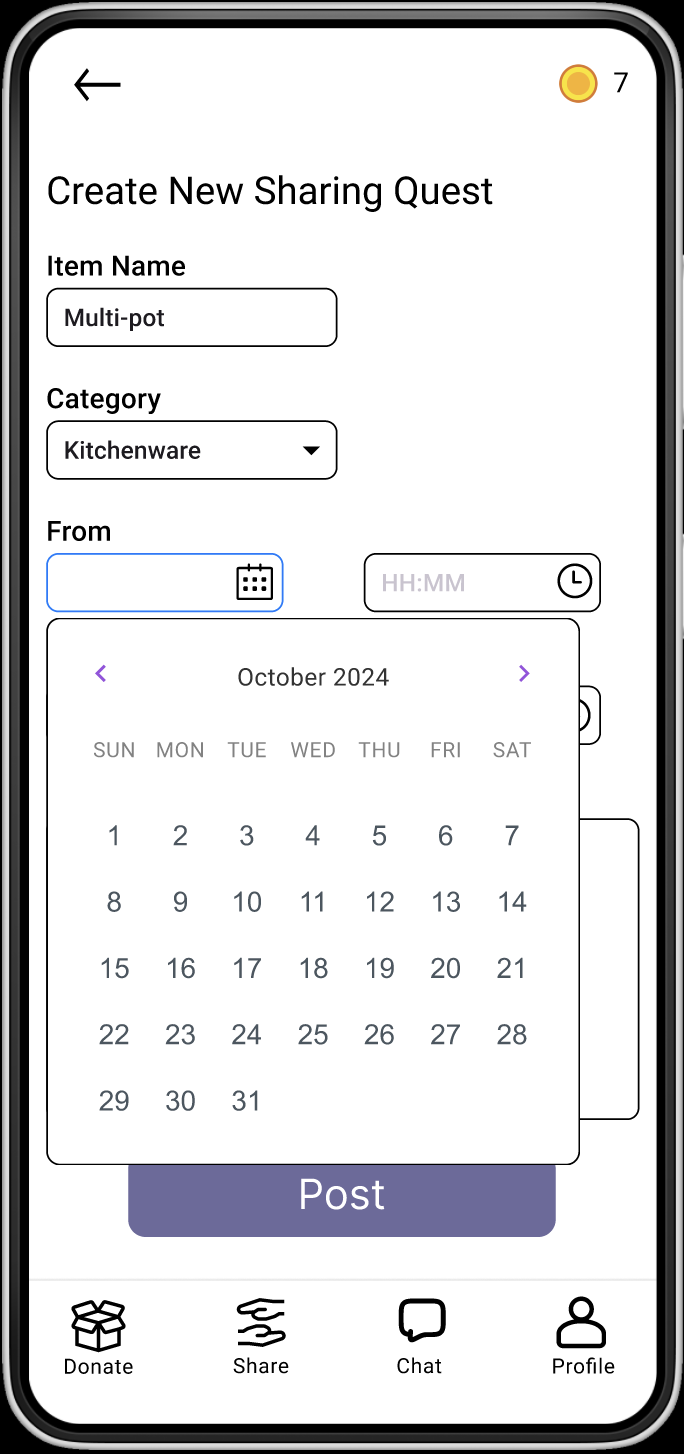 7
Create New Sharing Quest
Item Name
Multi-pot
Category
Kitchenware
From
HH:MM
October 2024
SUN MON TUE WED THU FRI SAT
1 2 3 4 5 6 7
8 9 10 11 12 13 14
15 16 17 18 19 20 21
22 23 24 25 26 27 28
29 30 31
Post
Donate Share Chat Profile